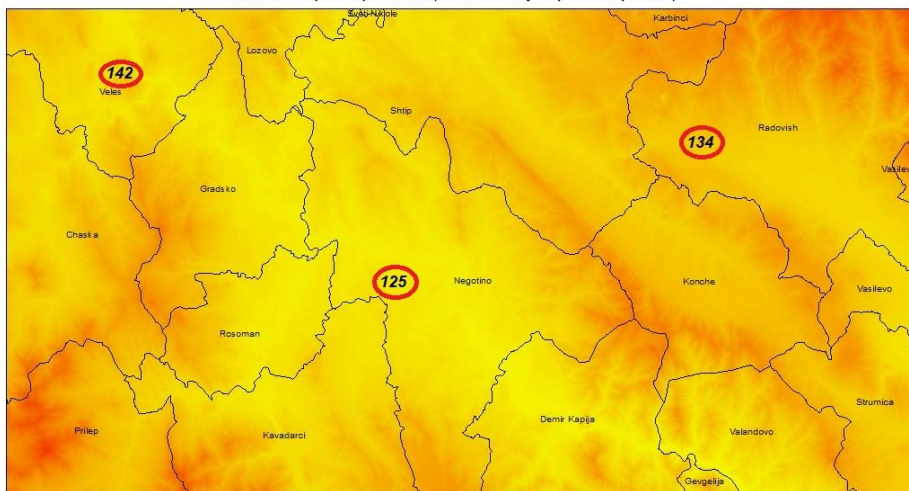 Sveti Nikole
Karbinci
Lozovo
142
Veles
Shtip
Radovish
134
Vasilevo
Gradsko
Chaska
Negotino
125
Konche
Vasilevo
Rosoman
Strumica
Prilep
Kavadarci
Demir Kapija
Valandovo
Gevgelija